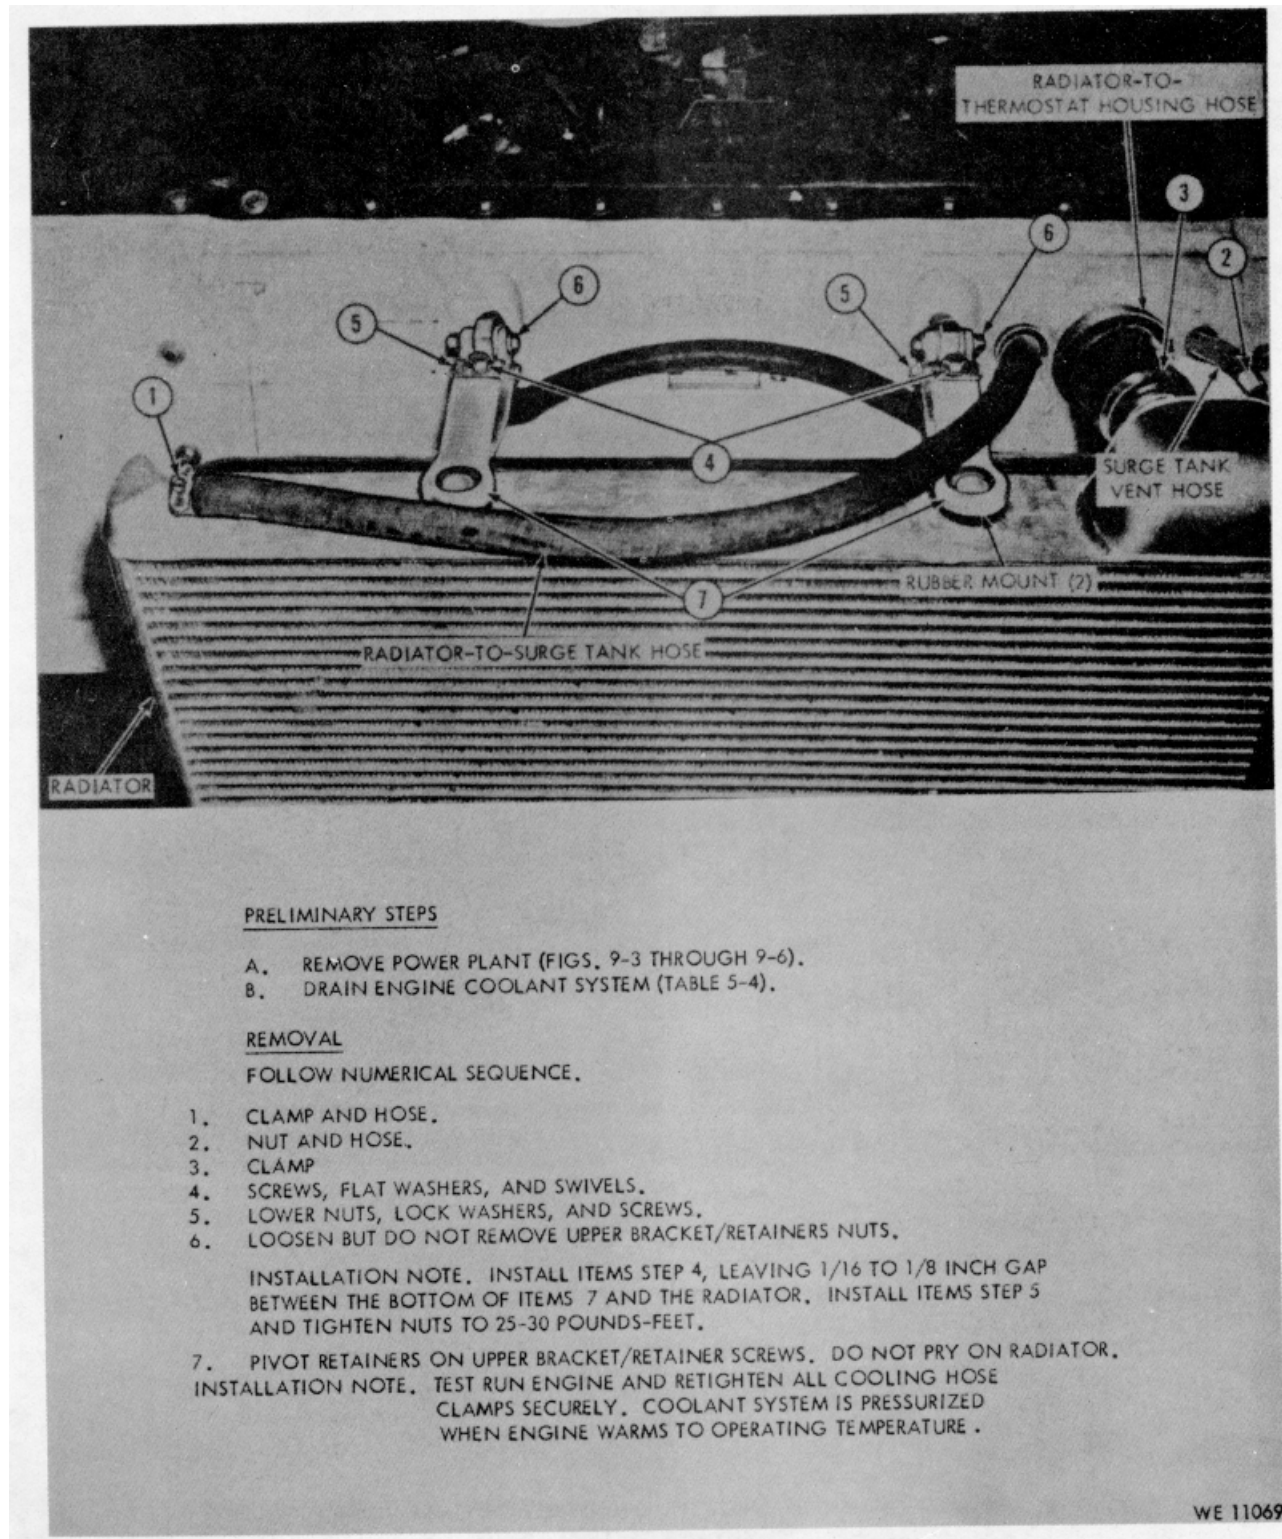 RADIATOR-TO-
THERMOSTAT HOUSING HOSE
3
6
2
6
5
5
1
4
SURGE TANK
VENT HOSE
7
RUBBER MOUNT (2)
RADIATOR-TO-SURGE TANK HOSE
RADIATOR
PRELIMINARY STEPS
A. REMOVE POWER PLANT (FIGS. 9-3 THROUGH 9-6).
B. DRAIN ENGINE COOLANT SYSTEM (TABLE 5-4).
REMOVAL
FOLLOW NUMERICAL SEQUENCE.
1. CLAMP AND HOSE.
2. NUT AND HOSE.
3. CLAMP
4. SCREWS, FLAT WASHERS, AND SWIVELS.
5. LOWER NUTS, LOCK WASHERS, AND SCREWS.
6. LOOSEN BUT DO NOT REMOVE UPPER BRACKET/RETAINERS NUTS.
INSTALLATION NOTE. INSTALL ITEMS STEP 4, LEAVING 1/16 TO 1/8 INCH GAP
BETWEEN THE BOTTOM OF ITEMS 7 AND THE RADIATOR. INSTALL ITEMS STEP 5
AND TIGHTEN NUTS TO 25-30 POUNDS-FEET.
7. PIVOT RETAINERS ON UPPER BRACKET/RETAINER SCREWS. DO NOT PRY ON RADIATOR.
INSTALLATION NOTE. TEST RUN ENGINE AND RETIGHTEN ALL COOLING HOSE
CLAMPS SECURELY. COOLANT SYSTEM IS PRESSURIZED
WHEN ENGINE WARMS TO OPERATING TEMPERATURE.
WE 11069